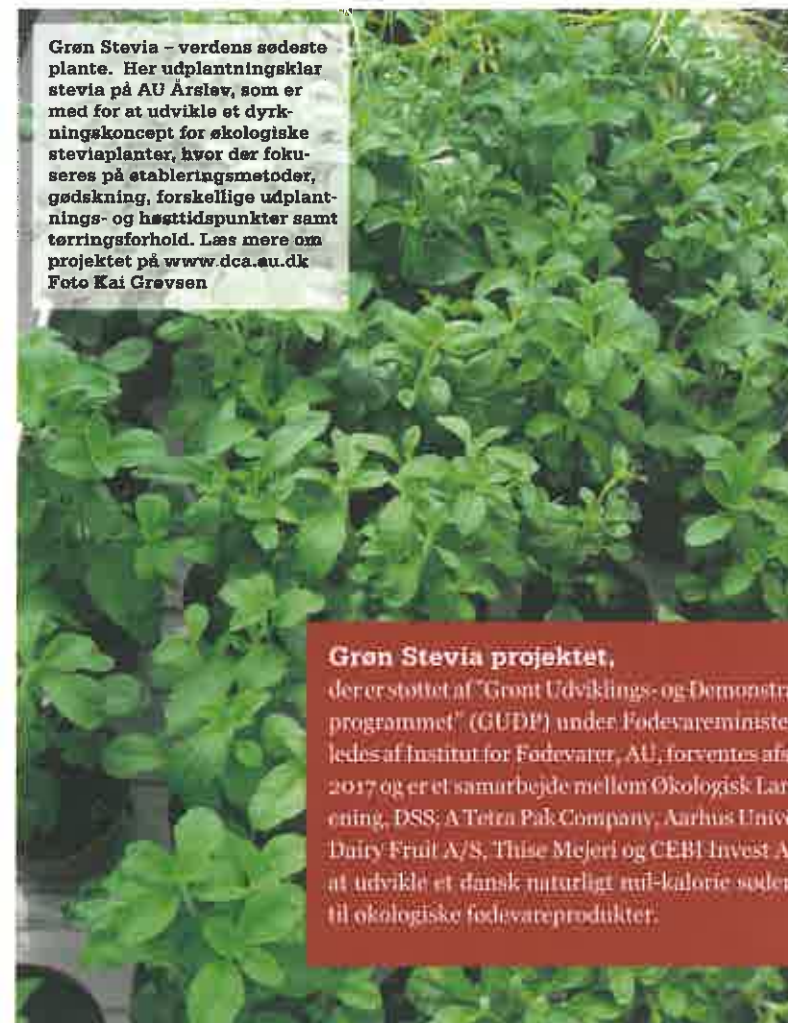 Grøn Stevia – verdens sødeste
plante. Her udplantningsklar
stevia på AU Årslev, som er
med for at udvikle et dyrk-
ningskoncept for økologiske
steviaplanter, hvor der foku-
seres på etableringsmetoder,
gødskning, forskellige udplant-
nings- og høsttidspunkter samt
tørringsforhold. Læs mere om
projektet på www.dca.au.dk
Foto Kai Grevsen
Grøn Stevia projektet,
der er støttet af "Grønt Udviklings- og Demonstra
programmet" (GUDP) under Fødevareministe
ledes af Institut for Fødevarer, AU, forventes afs
2017 og er et samarbejde mellem Økologisk Lan
ening, DSS, A Tetra Pak Company, Aarhus Unive
Dairy Fruit A/S, Thise Mejeri og CEBI Invest A
at udvikle et dansk naturligt nul-kalorie søder
til økologiske fødevareprodukter.